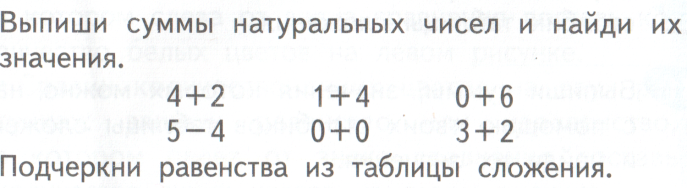 Выпиши суммы натуральных чисел и найди их
значения.
4+2 1+4 0+6
5−4 0+0 3+2
Подчеркни равенства из таблицы сложения.